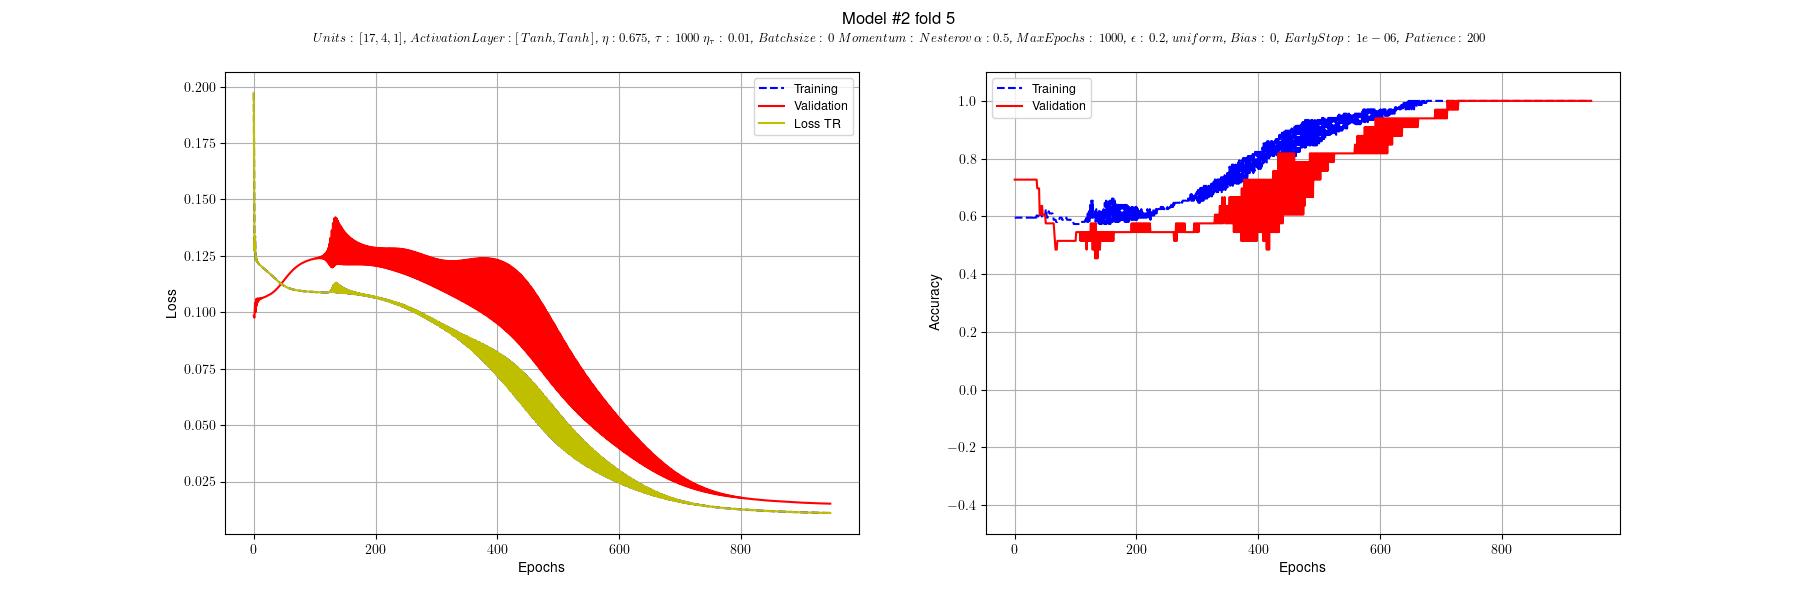 Model #2 fold 5
Units : [17, 4, 1], ActivationLayer : [Tanh, Tanh], η : 0.675, τ : 1000 η_τ : 0.01, Batchsize : 0 Momentum : Nesterov α : 0.5, MaxEpochs : 1000, ϵ : 0.2, uniform, Bias : 0, EarlyStop : 1e − 06, Patience : 200
0.200
0.175
0.150
0.125
0.100
0.075
0.050
0.025
Loss
0 200 400 600 800
Epochs
Training
Validation
Loss TR
1.0
0.8
0.6
0.4
0.2
0.0
−0.2
−0.4
Accuracy
0 200 400 600 800
Epochs
Training
Validation